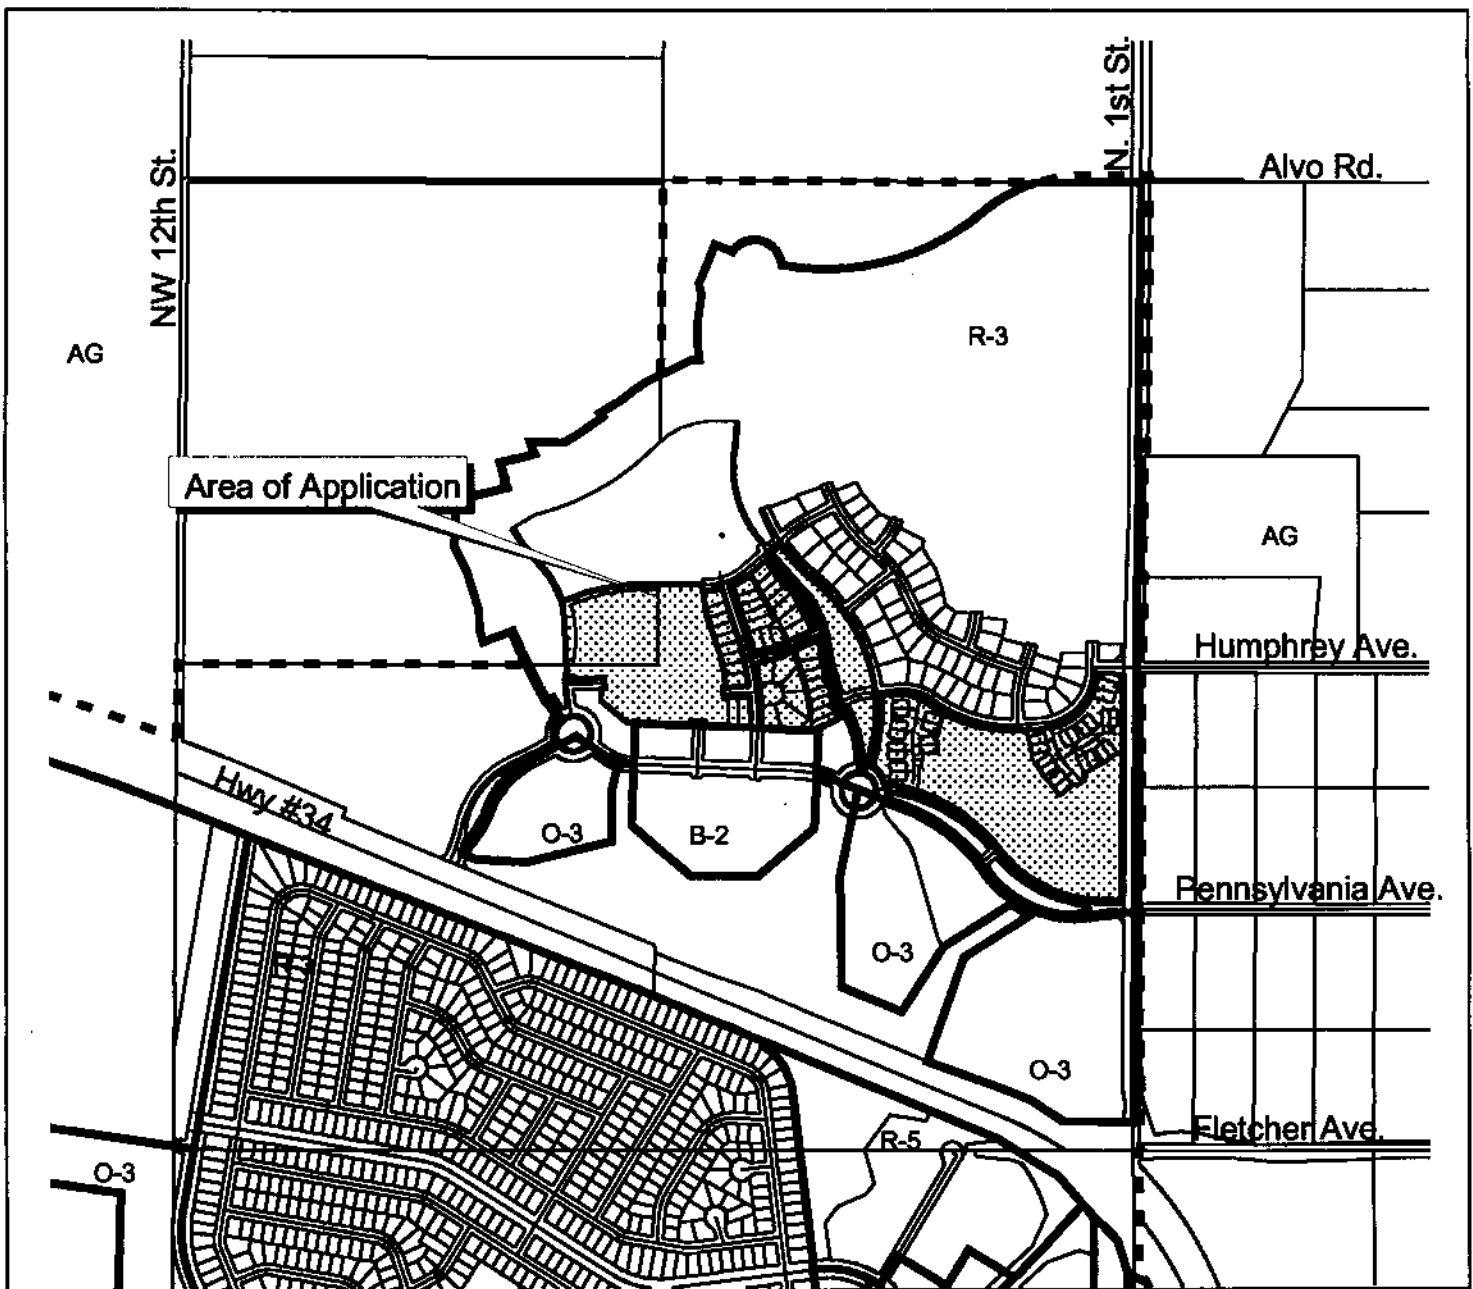 N. 1st St.
Alvo Rd.
NW 12th St.
R-3
AG
Area of Application
AG
Humphrey Ave.
Hwy #34
O-3
B-2
Pennsylvania Ave.
O-3
O-3
Fletcher Ave.
R-5
O-3